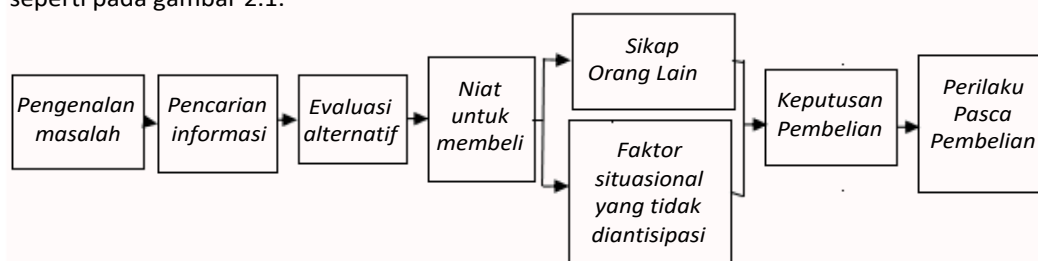 seperti pada gambar 2.1.
Pengenalan
masalah
Pencarian
informasi
Evaluasi
alternatif
Niat
untuk
membeli
Sikap
Orang Lain
Faktor
situasional
yang tidak
diantisipasi
Keputusan
Pembelian
Perilaku
Pasca
Pembelian